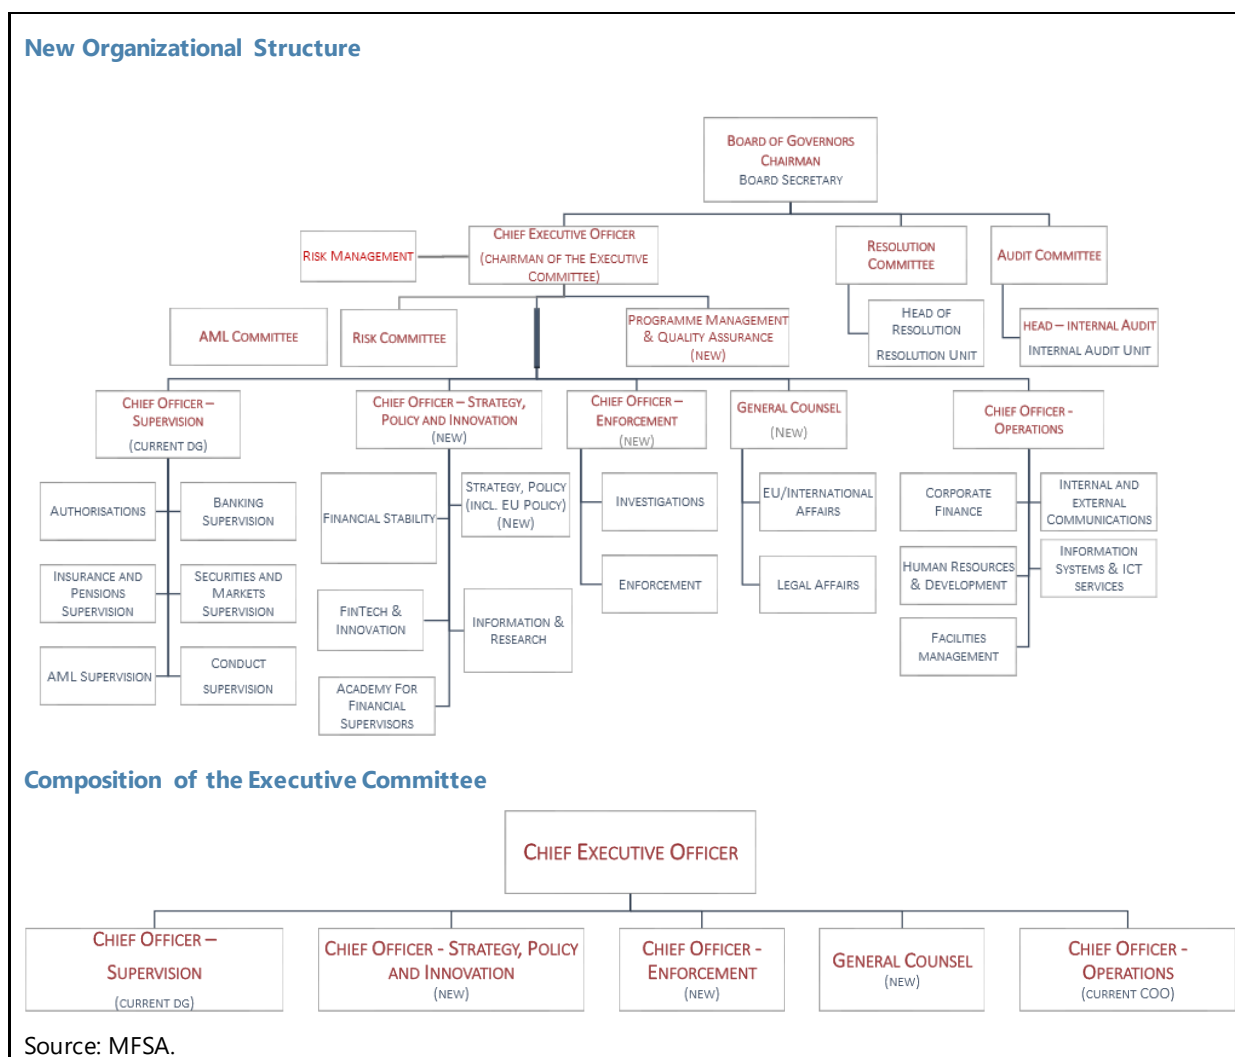 New Organizational Structure
BOARD OF GOVERNORS
CHAIRMAN
BOARD SECRETARY
RISK MANAGEMENT
CHIEF EXECUTIVE OFFICER
(CHAIRMAN OF THE EXECUTIVE
COMMITTEE)
RESOLUTION
COMMITTEE
AUDIT COMMITTEE
AML COMMITTEE
RISK COMMITTEE
PROGRAMME MANAGEMENT
& QUALITY ASSURANCE
(NEW)
HEAD OF
RESOLUTION
RESOLUTION UNIT
HEAD – INTERNAL AUDIT
INTERNAL AUDIT UNIT
CHIEF OFFICER –
SUPERVISION
(CURRENT DG)
CHIEF OFFICER – STRATEGY,
POLICY AND INNOVATION
(NEW)
CHIEF OFFICER –
ENFORCEMENT
(NEW)
GENERAL COUNSEL
(NEW)
CHIEF OFFICER -
OPERATIONS
AUTHORISATIONS
BANKING
SUPERVISION
FINANCIAL STABILITY
STRATEGY, POLICY
(INCL. EU POLICY)
(NEW)
INVESTIGATIONS
EU/INTERNATIONAL
AFFAIRS
CORPORATE
FINANCE
INTERNAL AND
EXTERNAL
COMMUNICATIONS
INSURANCE AND
PENSIONS
SUPERVISION
SECURITIES AND
MARKETS
SUPERVISION
FINTECH &
INNOVATION
INFORMATION &
RESEARCH
ENFORCEMENT
LEGAL AFFAIRS
HUMAN RESOURCES
& DEVELOPMENT
INFORMATION
SYSTEMS & ICT
SERVICES
AML SUPERVISION
CONDUCT
SUPERVISION
ACADEMY FOR
FINANCIAL
SUPERVISORS
FACILITIES
MANAGEMENT
Composition of the Executive Committee
CHIEF EXECUTIVE OFFICER
CHIEF OFFICER –
SUPERVISION
(CURRENT DG)
CHIEF OFFICER - STRATEGY, POLICY
AND INNOVATION
(NEW)
CHIEF OFFICER -
ENFORCEMENT
(NEW)
GENERAL COUNSEL
(NEW)
CHIEF OFFICER -
OPERATIONS
(CURRENT COO)
Source: MFSA.